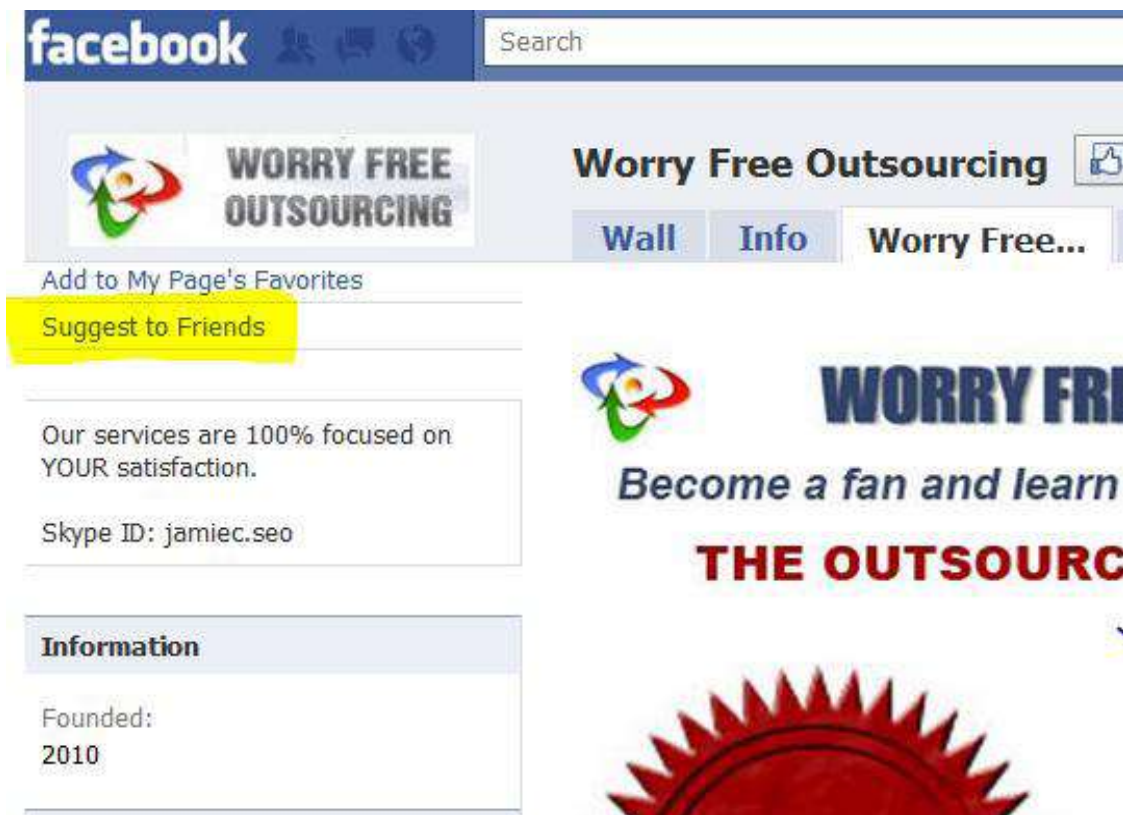 facebook
Search
WORRY FREE
OUTSOURCING
Worry Free Outsourcing
Wall Info Worry Free...
Add to My Page's Favorites
Suggest to Friends
Our services are 100% focused on
YOUR satisfaction.
Skype ID: jamiec.seo
Information
Founded:
2010
WORRY FRE
Become a fan and learn
THE OUTSOURC